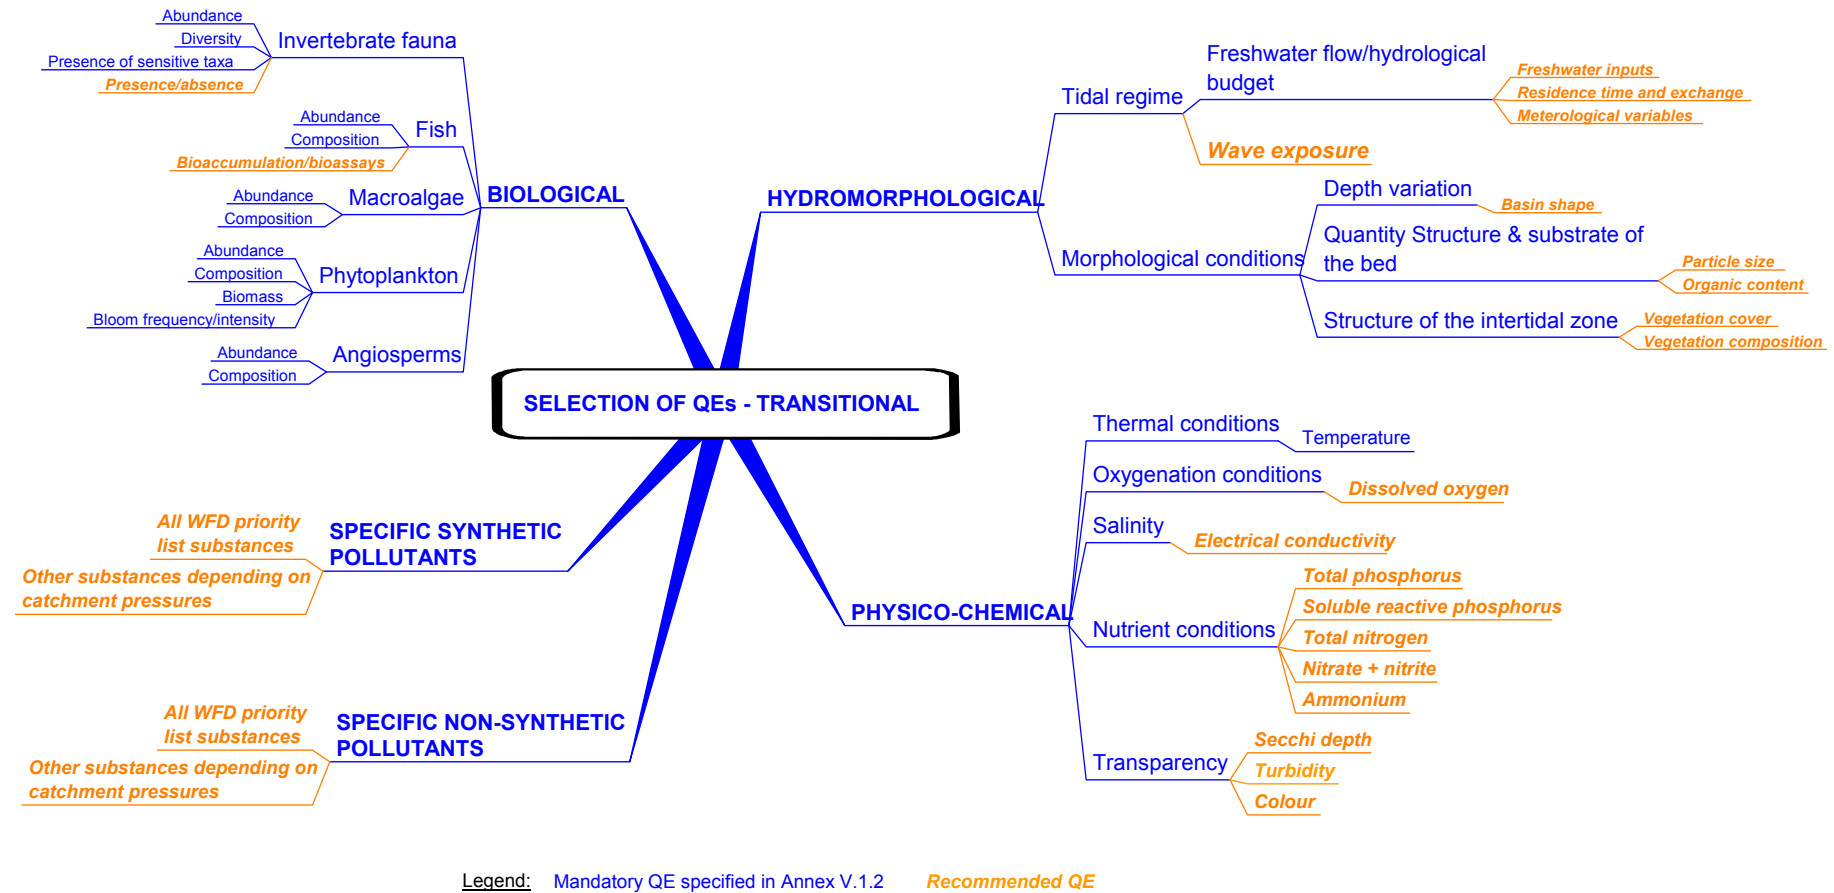 Abundance
Diversity
Presence of sensitive taxa
Presence/absence
Invertebrate fauna
Abundance
Composition
Bioaccumulation/bioassays
Fish
Abundance
Composition
Macroalgae
Abundance
Composition
Biomass
Bloom frequency/intensity
Phytoplankton
Abundance
Composition
Angiosperms
BIOLOGICAL
HYDROMORPHOLOGICAL
Tidal regime
Freshwater flow/hydrological
budget
Freshwater inputs
Residence time and exchange
Meterological variables
Wave exposure
Morphological conditions
Depth variation
Basin shape
Quantity Structure & substrate of
the bed
Particle size
Organic content
Structure of the intertidal zone
Vegetation cover
Vegetation composition
SELECTION OF QEs - TRANSITIONAL
All WFD priority
list substances
Other substances depending on
catchment pressures
SPECIFIC SYNTHETIC
POLLUTANTS
All WFD priority
list substances
Other substances depending on
catchment pressures
SPECIFIC NON-SYNTHETIC
POLLUTANTS
PHYSICO-CHEMICAL
Thermal conditions
Temperature
Oxygenation conditions
Dissolved oxygen
Salinity
Electrical conductivity
Nutrient conditions
Total phosphorus
Soluble reactive phosphorus
Total nitrogen
Nitrate + nitrite
Ammonium
Transparency
Secchi depth
Turbidity
Colour
Legend: Mandatory QE specified in Annex V.1.2 Recommended QE